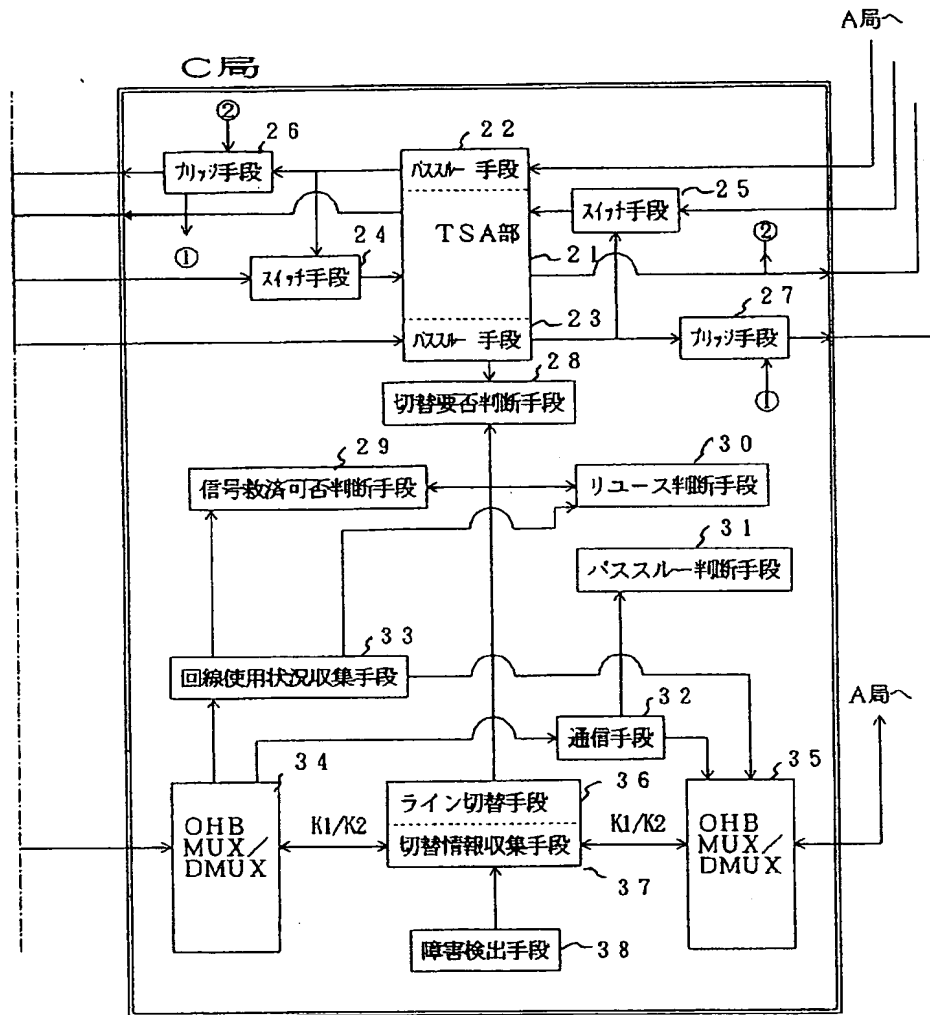 A局へ
C局
②
２６
２２
ブリッジ手段
パススルー 手段
２５
スイッチ手段
①
２４
TSA部
②
スイッチ手段
２１
２７
２３
パススルー 手段
ブリッジ手段
２８
①
切替要否判断手段
２９
３０
信号救済可否判断手段
リユース判断手段
３１
パススルー判断手段
３３
回線使用状況収集手段
A局へ
３２
通信手段
３４
３５
３６
OHB
MUX／
DMUX
K1/K2
ライン切替手段
切替情報収集手段
K1/K2
OHB
MUX／
DMUX
３７
障害検出手段
３８